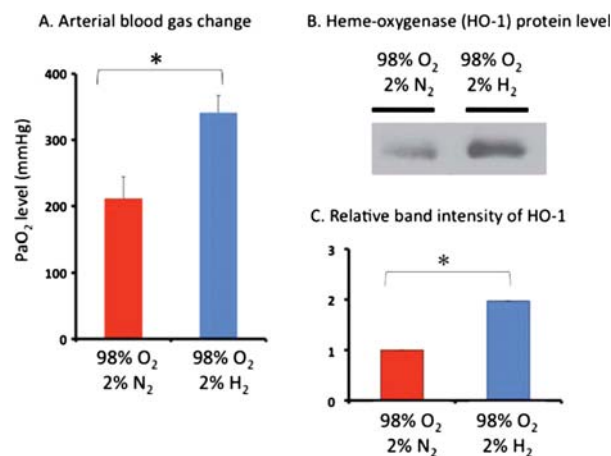 A. Arterial blood gas change
*
PaO₂ level (mmHg)
400
300
200
100
0
98% O₂
2% N₂
98% O₂
2% H₂
B. Heme-oxygenase (HO-1) protein level
98% O₂
2% N₂
98% O₂
2% H₂
C. Relative band intensity of HO-1
*
3
2
1
0
98% O₂
2% N₂
98% O₂
2% H₂